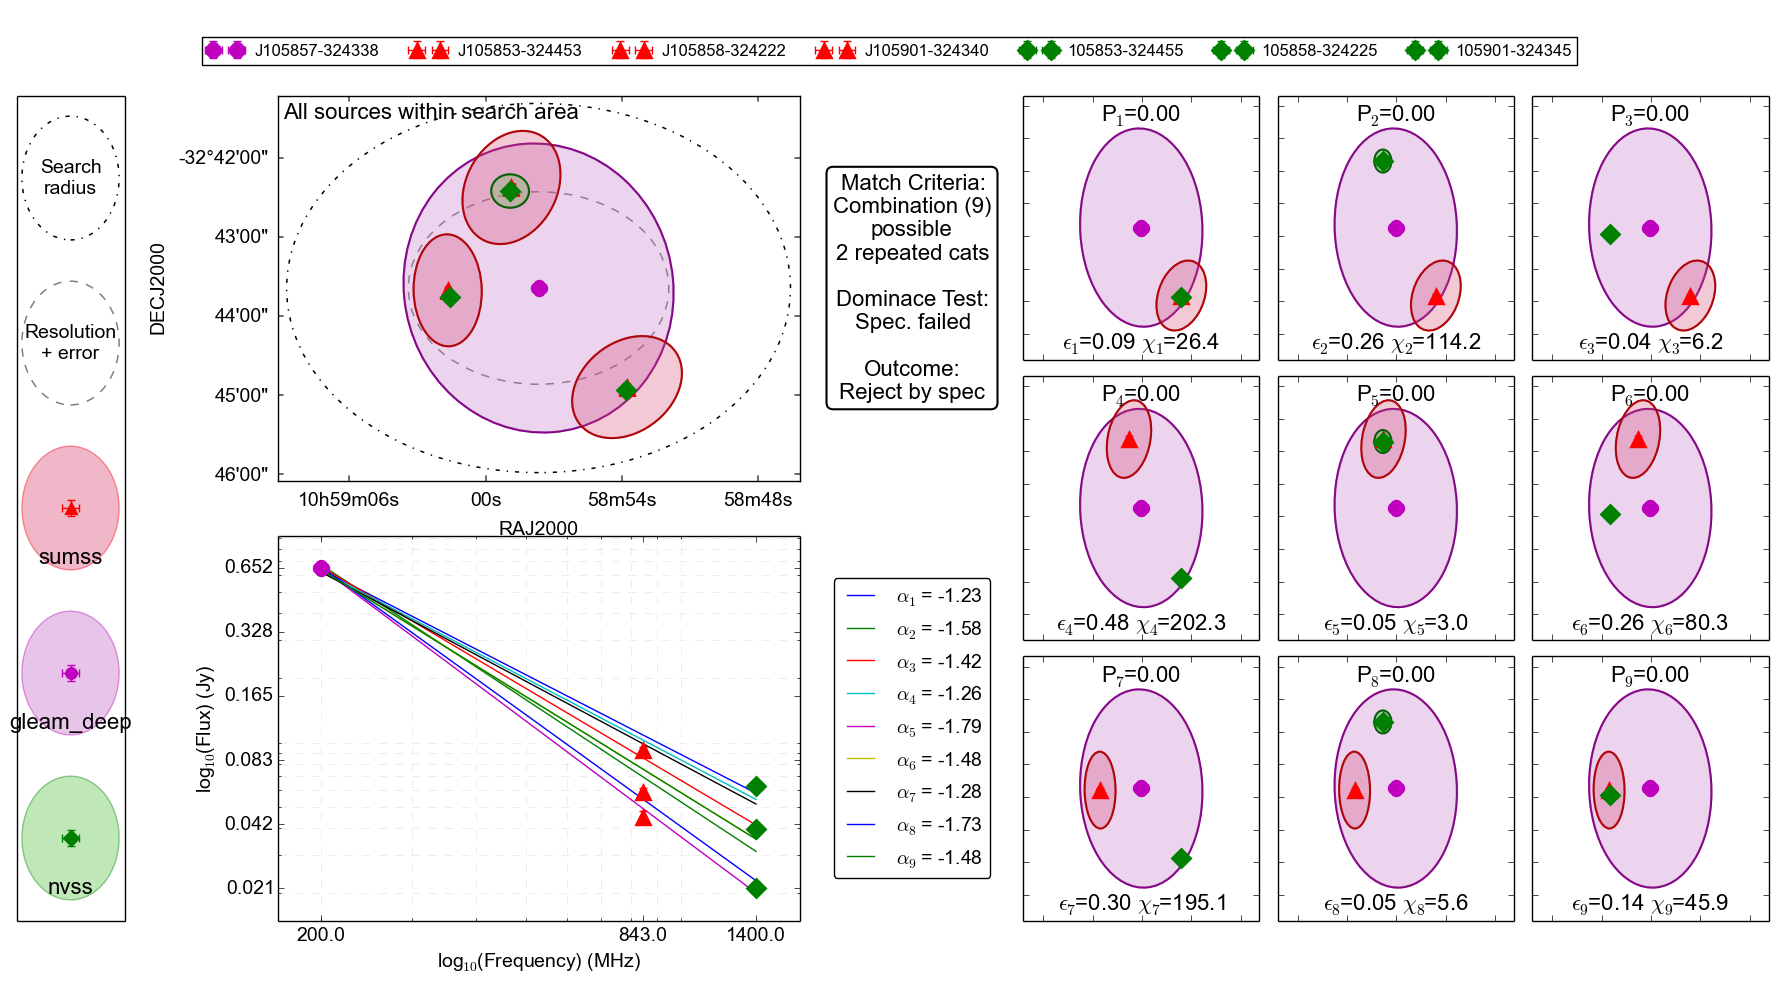 J105857-324338 J105853-324453 J105858-324222 J105901-324340 105853-324455 105858-324225 105901-324345
Search
radius
Resolution
+ error
sumss
gleam_deep
nvss
All sources within search area
DECJ2000
-32°42'00"
43'00"
44'00"
45'00"
46'00"
10h59m06s 00s 58m54s 58m48s
RAJ2000
Match Criteria:
Combination (9)
possible
2 repeated cats
Dominace Test:
Spec. failed
Outcome:
Reject by spec
log₁₀(Flux) (Jy)
0.652
0.328
0.165
0.083
0.042
0.021
200.0 843.0 1400.0
log₁₀(Frequency) (MHz)
α₁ = -1.23
α₂ = -1.58
α₃ = -1.42
α₄ = -1.26
α₅ = -1.79
α₆ = -1.48
α₇ = -1.28
α₈ = -1.73
α₉ = -1.48
P₁=0.00
ϵ₁=0.09 χ₁=26.4
P₂=0.00
ϵ₂=0.26 χ₂=114.2
P₃=0.00
ϵ₃=0.04 χ₃=6.2
P₄=0.00
ϵ₄=0.48 χ₄=202.3
P₅=0.00
ϵ₅=0.05 χ₅=3.0
P₆=0.00
ϵ₆=0.26 χ₆=80.3
P₇=0.00
ϵ₇=0.30 χ₇=195.1
P₈=0.00
ϵ₈=0.05 χ₈=5.6
P₉=0.00
ϵ₉=0.14 χ₉=45.9